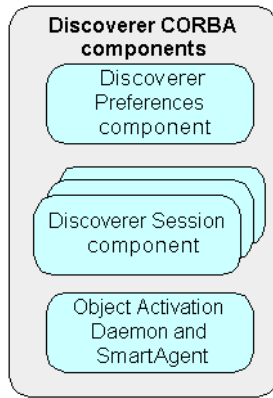 Discoverer CORBA
components
Discoverer
Preferences
component
Discoverer Session
component
Object Activation
Daemon and
SmartAgent